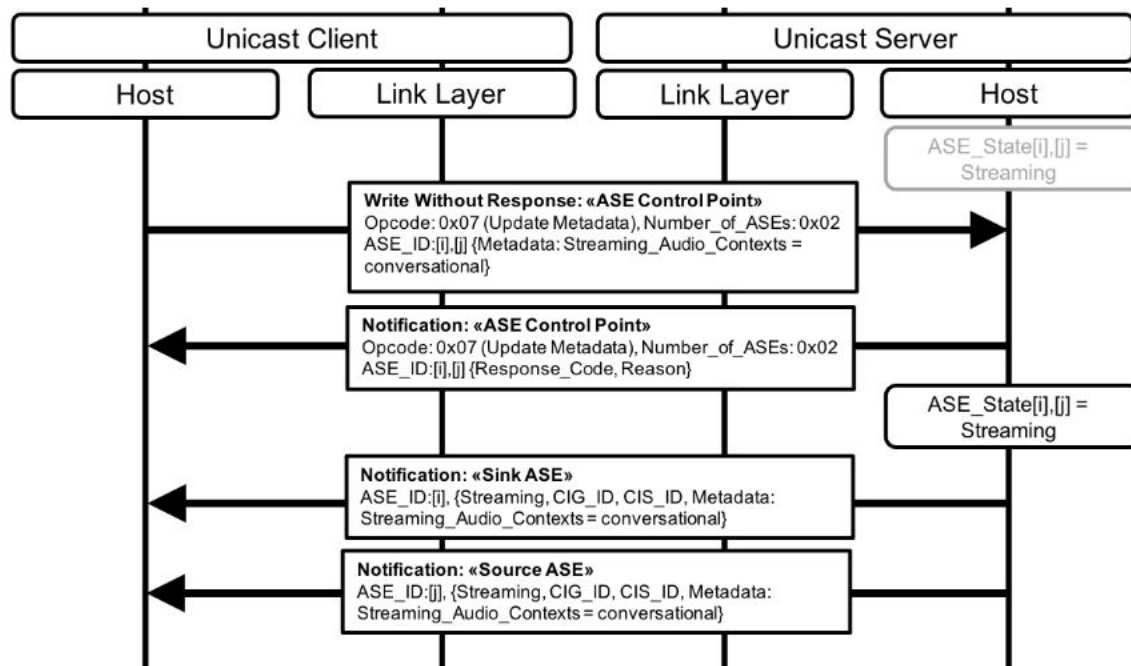 Unicast Client
Unicast Server
Host
Link Layer
Link Layer
Host
ASE_State[i],[j] =
Streaming
Write Without Response: «ASE Control Point»
Opcode: 0x07 (Update Metadata), Number_of_ASEs: 0x02
ASE_ID:[i],[j] {Metadata: Streaming_Audio_Contexts =
conversational}
Notification: «ASE Control Point»
Opcode: 0x07 (Update Metadata), Number_of_ASEs: 0x02
ASE_ID:[i],[j] {Response_Code, Reason}
ASE_State[i],[j] =
Streaming
Notification: «Sink ASE»
ASE_ID:[i], {Streaming, CIG_ID, CIS_ID, Metadata:
Streaming_Audio_Contexts = conversational}
Notification: «Source ASE»
ASE_ID:[j], {Streaming, CIG_ID, CIS_ID, Metadata:
Streaming_Audio_Contexts = conversational}